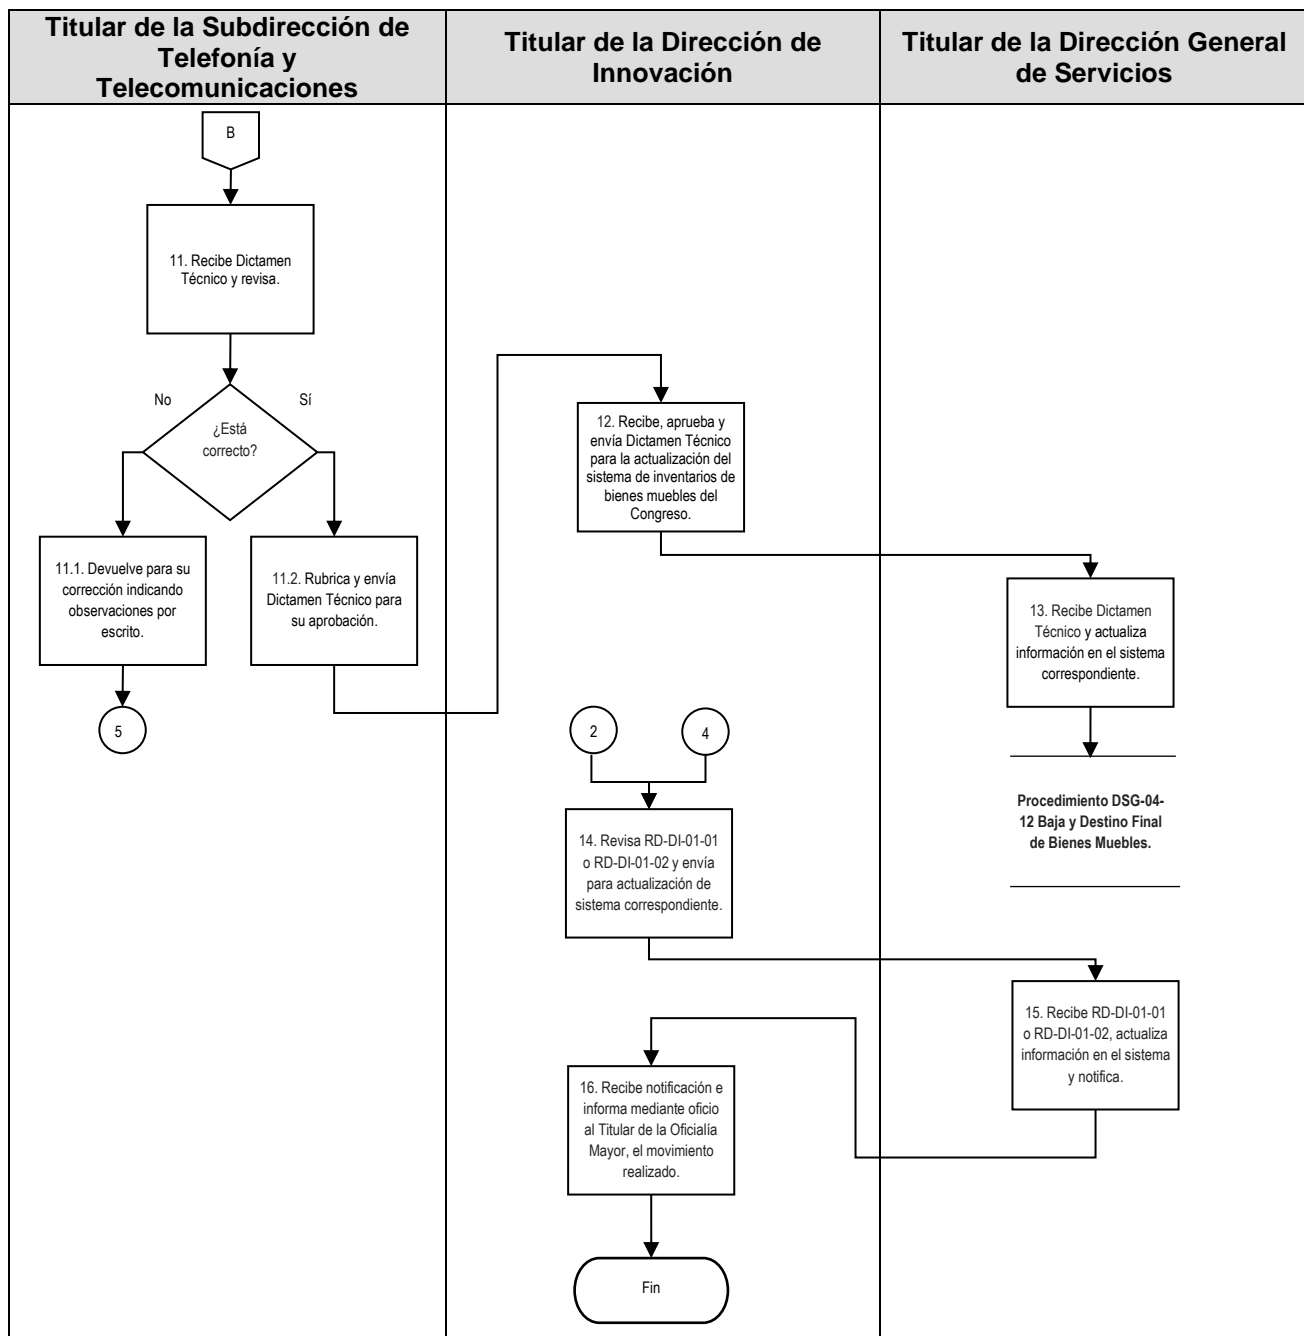 Titular de la Subdirección de
Telefonía y
Telecomunicaciones
Titular de la Dirección de
Innovación
Titular de la Dirección General
de Servicios
B
11. Recibe Dictamen
Técnico y revisa.
No
Sí
¿Está
correcto?
11.1. Devuelve para su
corrección indicando
observaciones por
escrito.
11.2. Rubrica y envía
Dictamen Técnico para
su aprobación.
5
12. Recibe, aprueba y
envía Dictamen Técnico
para la actualización del
sistema de inventarios de
bienes muebles del
Congreso.
13. Recibe Dictamen
Técnico y actualiza
información en el sistema
correspondiente.
Procedimiento DSG-04-
12 Baja y Destino Final
de Bienes Muebles.
2
4
14. Revisa RD-DI-01-01
o RD-DI-01-02 y envía
para actualización de
sistema correspondiente.
15. Recibe RD-DI-01-01
o RD-DI-01-02, actualiza
información en el sistema
y notifica.
16. Recibe notificación e
informa mediante oficio
al Titular de la Oficialía
Mayor, el movimiento
realizado.
Fin